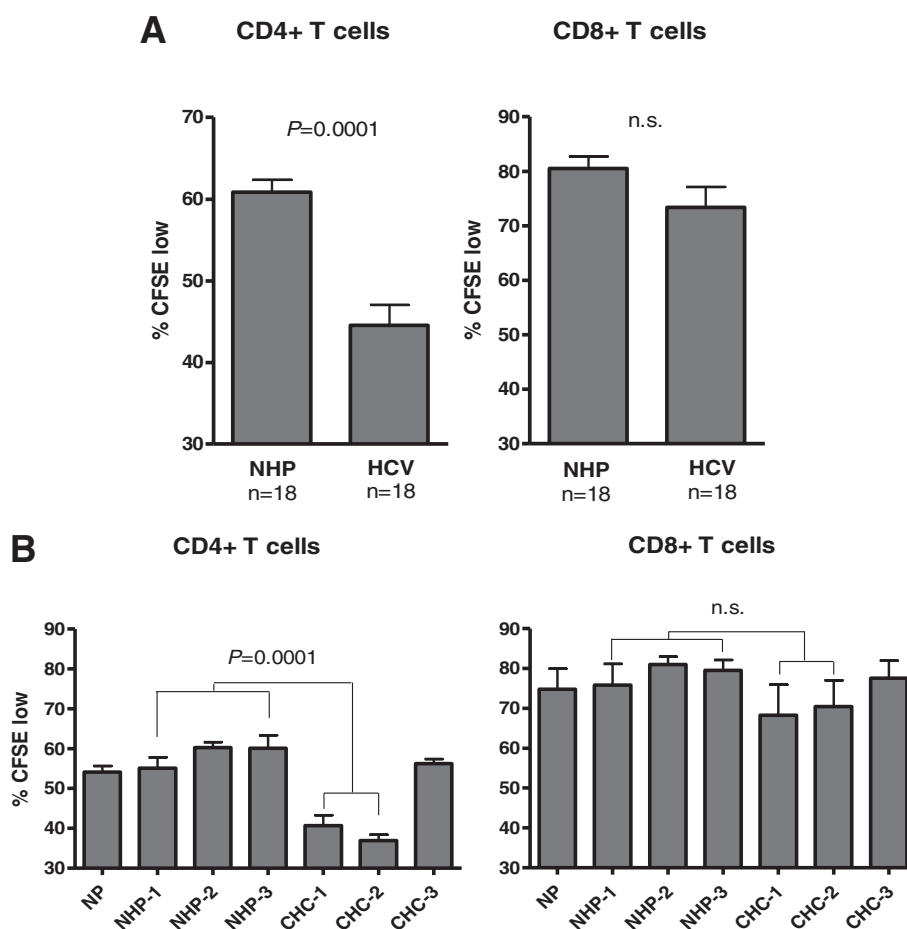 A
CD4+ T cells
CD8+ T cells
% CFSE low
70
60
50
40
30
P=0.0001
NHP
n=18
HCV
n=18
% CFSE low
90
80
70
60
50
40
30
n.s.
NHP
n=18
HCV
n=18
B
CD4+ T cells
CD8+ T cells
% CFSE low
90
80
70
60
50
40
30
P=0.0001
NP
NHP-1
NHP-2
NHP-3
CHC-1
CHC-2
CHC-3
90
80
70
60
50
40
30
n.s.
NP
NHP-1
NHP-2
NHP-3
CHC-1
CHC-2
CHC-3